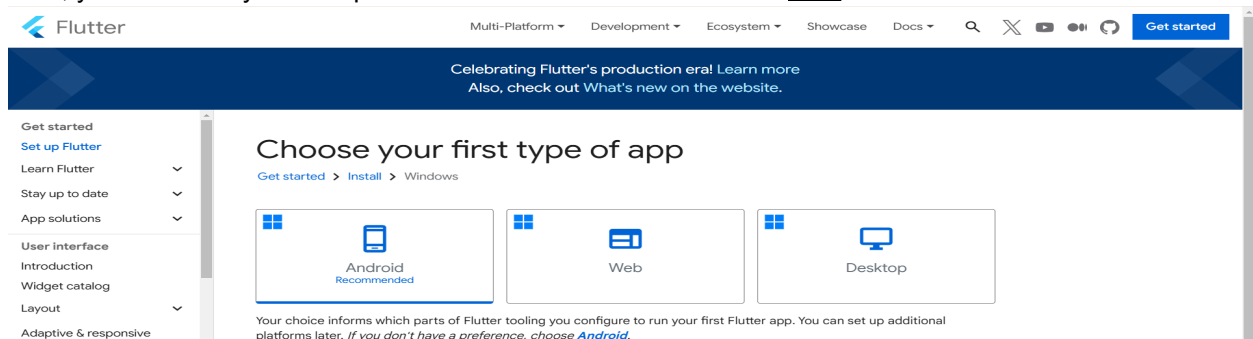 Flutter
Multi-Platform Development Ecosystem Showcase Docs Get started
Celebrating Flutter's production era! Learn more
Also, check out What's new on the website.
Get started
Set up Flutter
Learn Flutter
Stay up to date
App solutions
User interface
Introduction
Widget catalog
Layout
Adaptive & responsive
Choose your first type of app
Get started > Install > Windows
Android
Recommended
Web
Desktop
Your choice informs which parts of Flutter tooling you configure to run your first Flutter app. You can set up additional
platforms later. If you don't have a preference, choose Android.